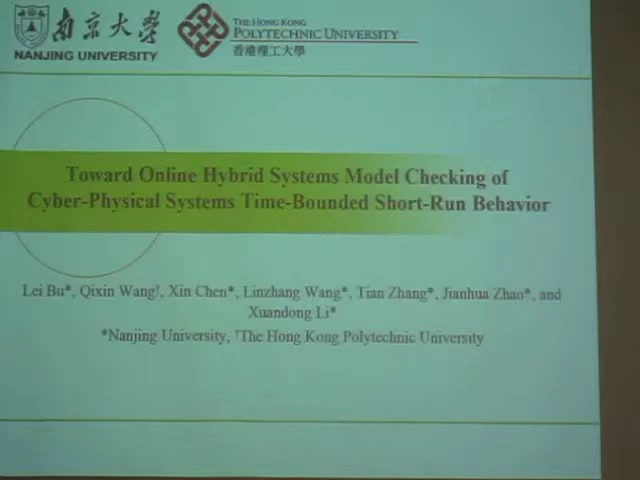 南京大學
NANJING UNIVERSITY
THE HONG KONG
POLYTECHNIC UNIVERSITY
香港理工大學
Toward Online Hybrid Systems Model Checking of
Cyber-Physical Systems Time-Bounded Short-Run Behavior
Lei Bu*, Qixin Wang†, Xin Chen*, Linzhang Wang*, Tian Zhang*, Jianhua Zhao*, and
Xuandong Li*
*Nanjing University, †The Hong Kong Polytechnic University